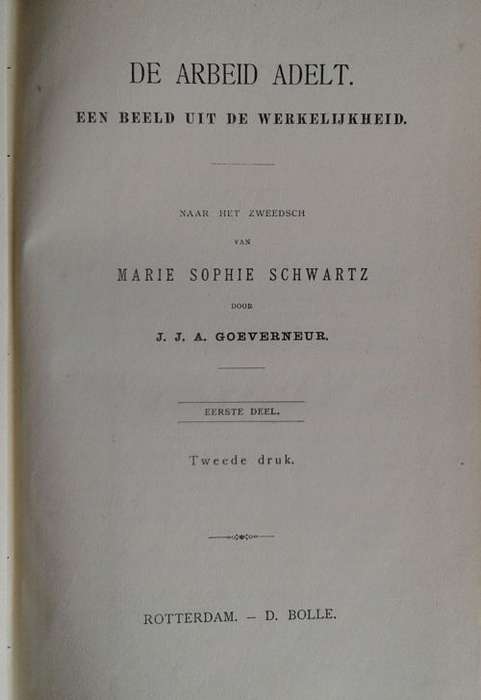 DE ARBEID ADELT.
EEN BEELD UIT DE WERKELIJKHEID.
NAAR HET ZWEEDSCH
VAN
MARIE SOPHIE SCHWARTZ
DOOR
J. J. A. GOEVERNEUR.
EERSTE DEEL.
Tweede druk.
ROTTERDAM. – D. BOLLE.